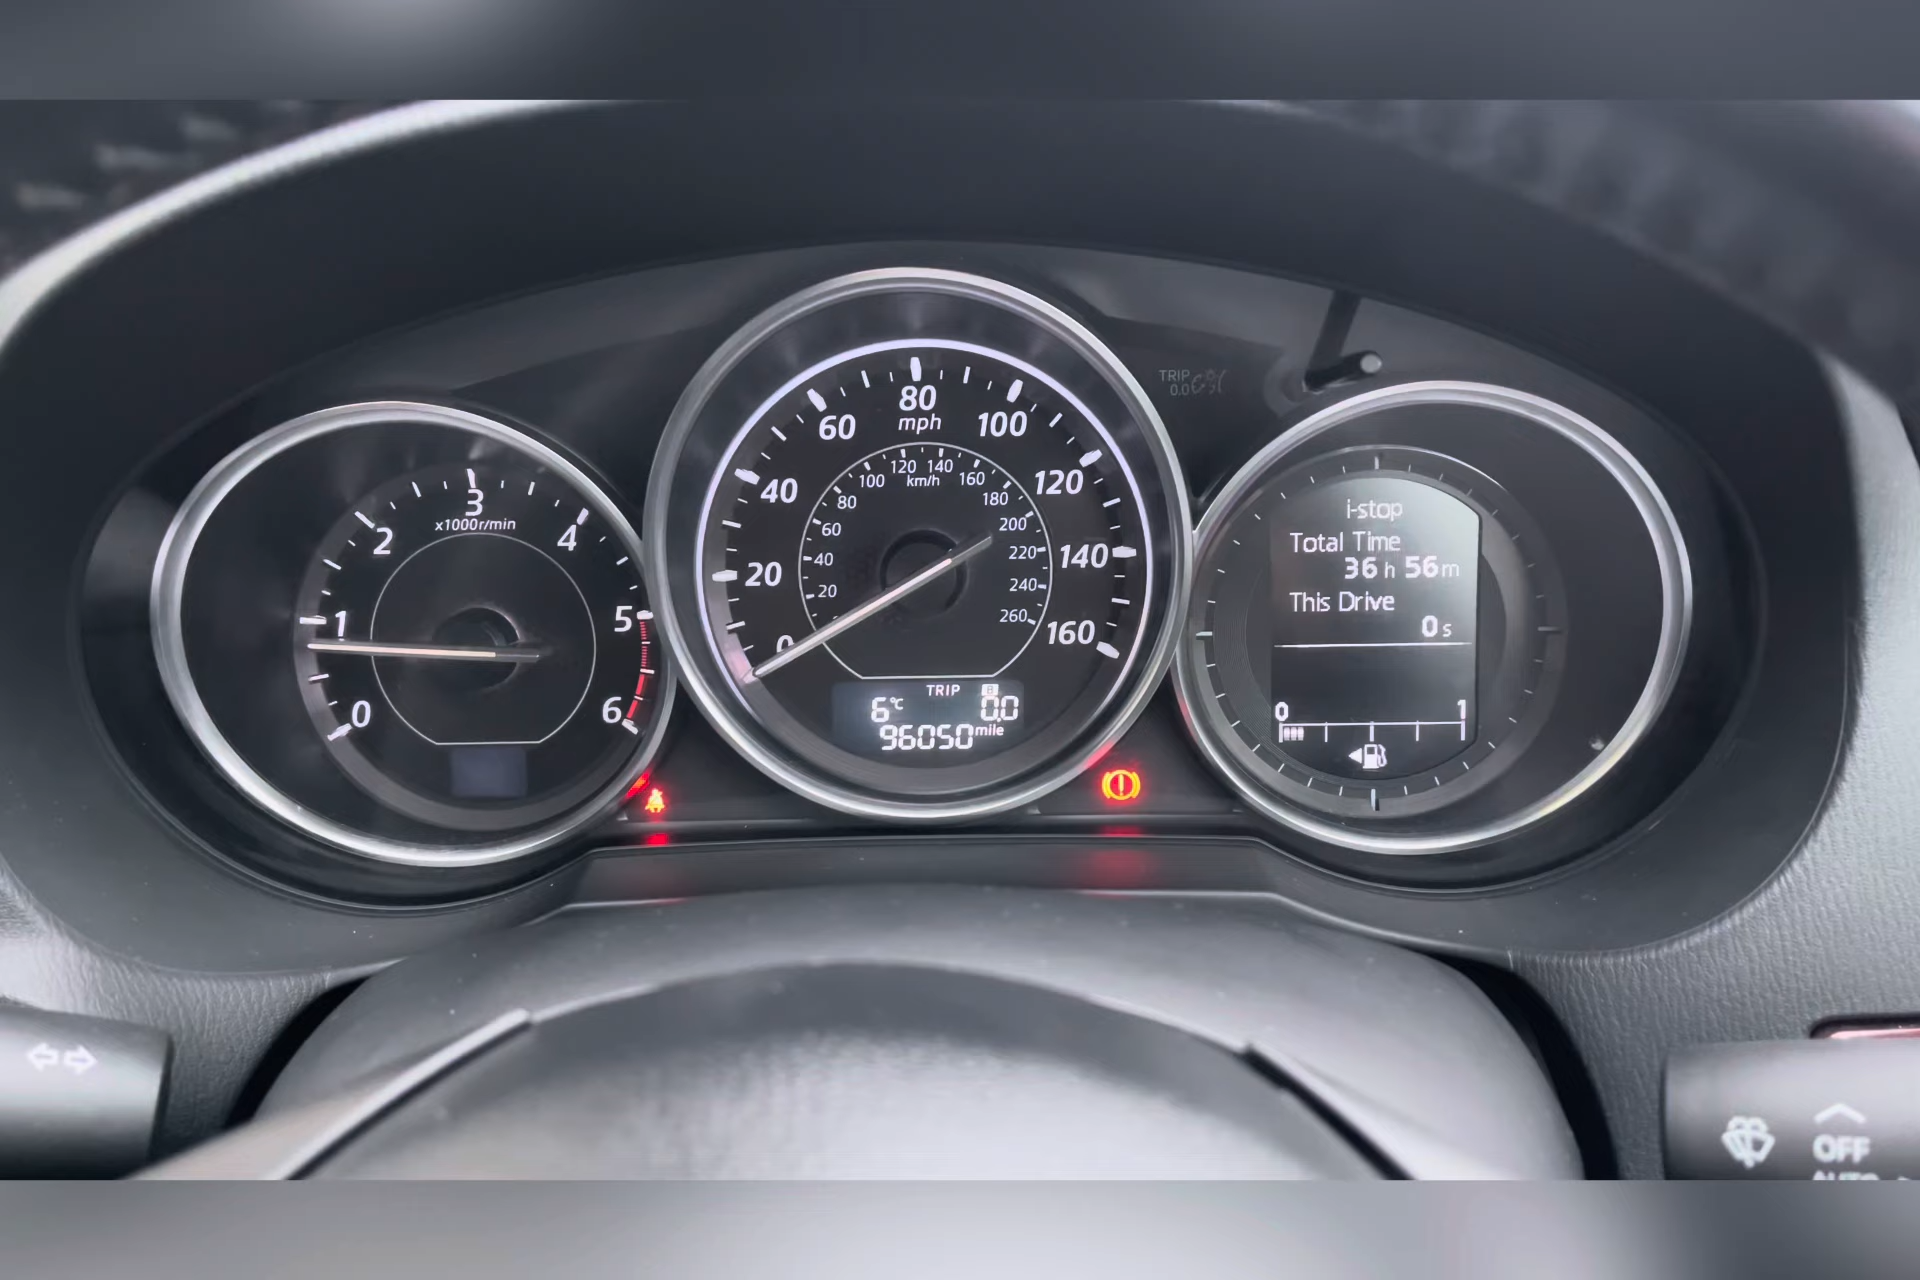 0
1
2
3
4
5
6
x1000r/min
0
20
40
60
80
100
120
140
160
mph
20
40
60
80
100
120
140
160
180
200
220
240
260
km/h
TRIP B
6°C 0.0
96050 mile
TRIP
0.0
i-stop
Total Time
36 h 56 m
This Drive
0 s
0 1
OFF
AUTO